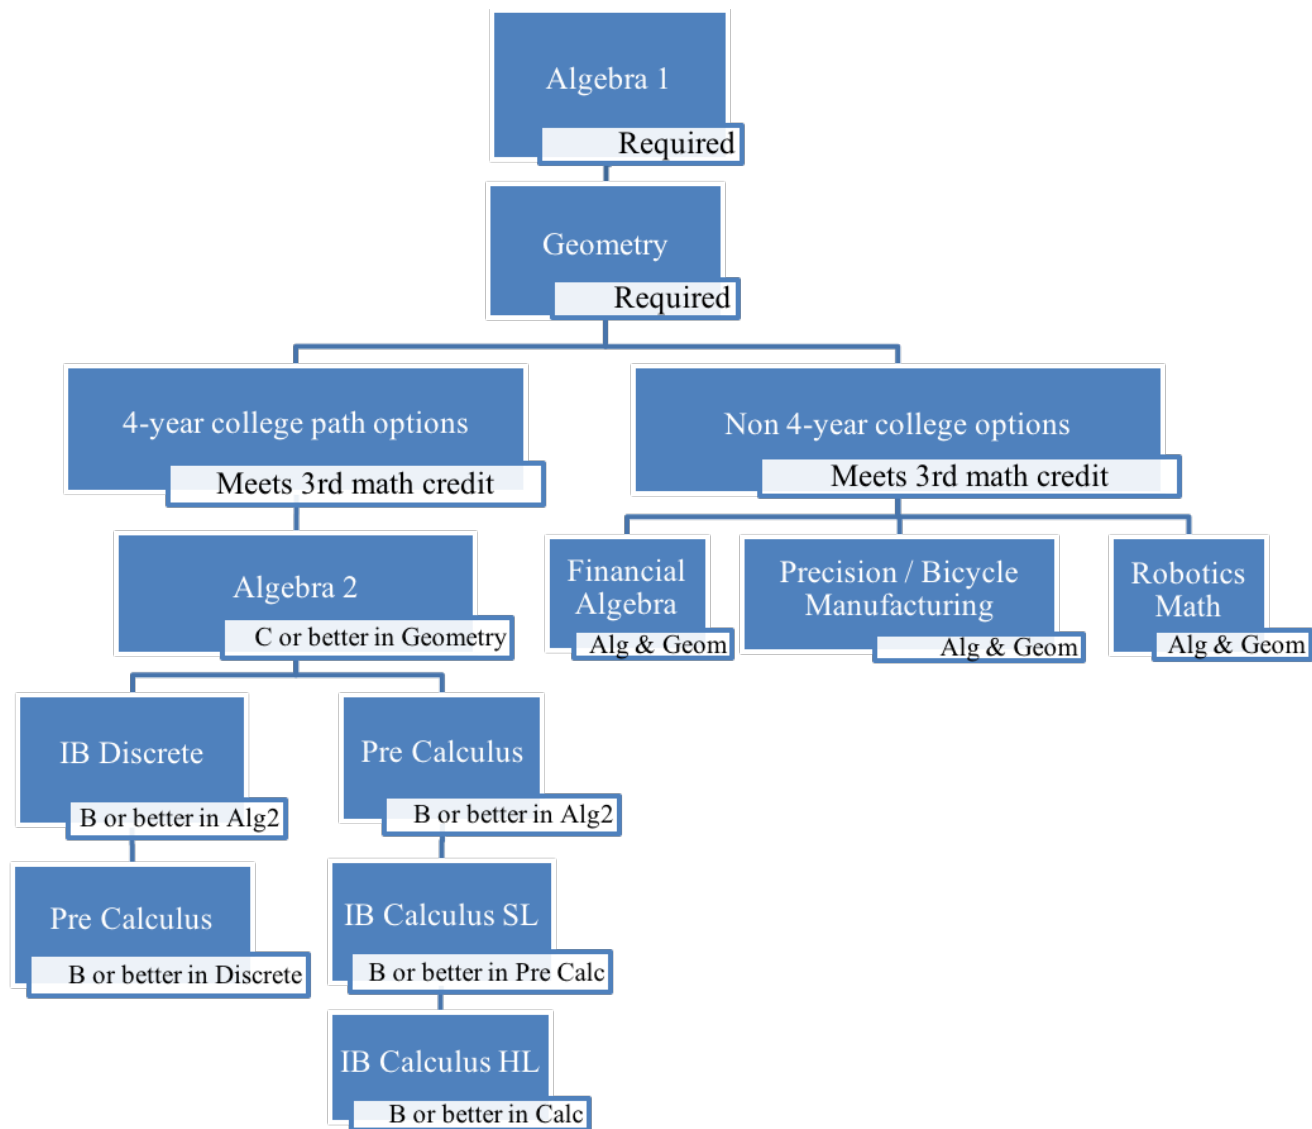 Algebra 1
Required
Geometry
Required
4-year college path options
Meets 3rd math credit
Non 4-year college options
Meets 3rd math credit
Algebra 2
C or better in Geometry
Financial
Algebra
Alg & Geom
Precision / Bicycle
Manufacturing
Alg & Geom
Robotics
Math
Alg & Geom
IB Discrete
B or better in Alg2
Pre Calculus
B or better in Alg2
Pre Calculus
B or better in Discrete
IB Calculus SL
B or better in Pre Calc
IB Calculus HL
B or better in Calc